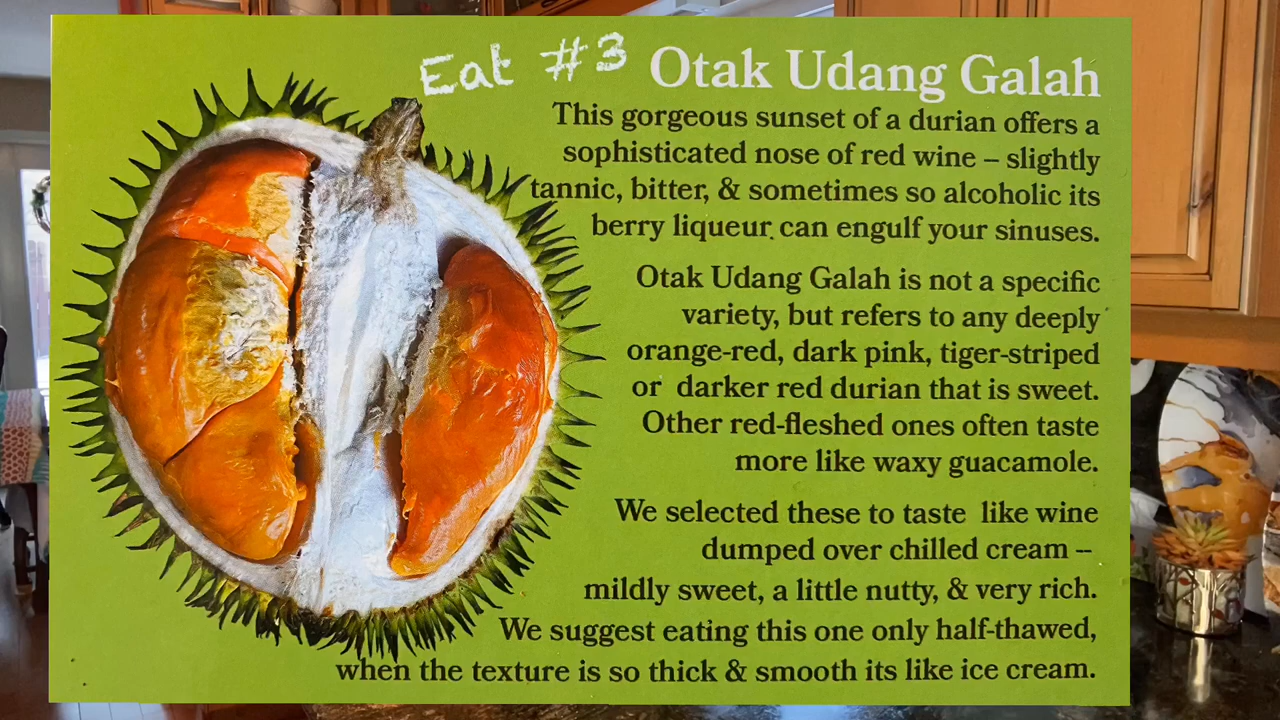 Eat #3 Otak Udang Galah
This gorgeous sunset of a durian offers a
sophisticated nose of red wine – slightly
tannic, bitter, & sometimes so alcoholic its
berry liqueur can engulf your sinuses.
Otak Udang Galah is not a specific
variety, but refers to any deeply
orange-red, dark pink, tiger-striped
or darker red durian that is sweet.
Other red-fleshed ones often taste
more like waxy guacamole.
We selected these to taste like wine
dumped over chilled cream –
mildly sweet, a little nutty, & very rich.
We suggest eating this one only half-thawed,
when the texture is so thick & smooth its like ice cream.